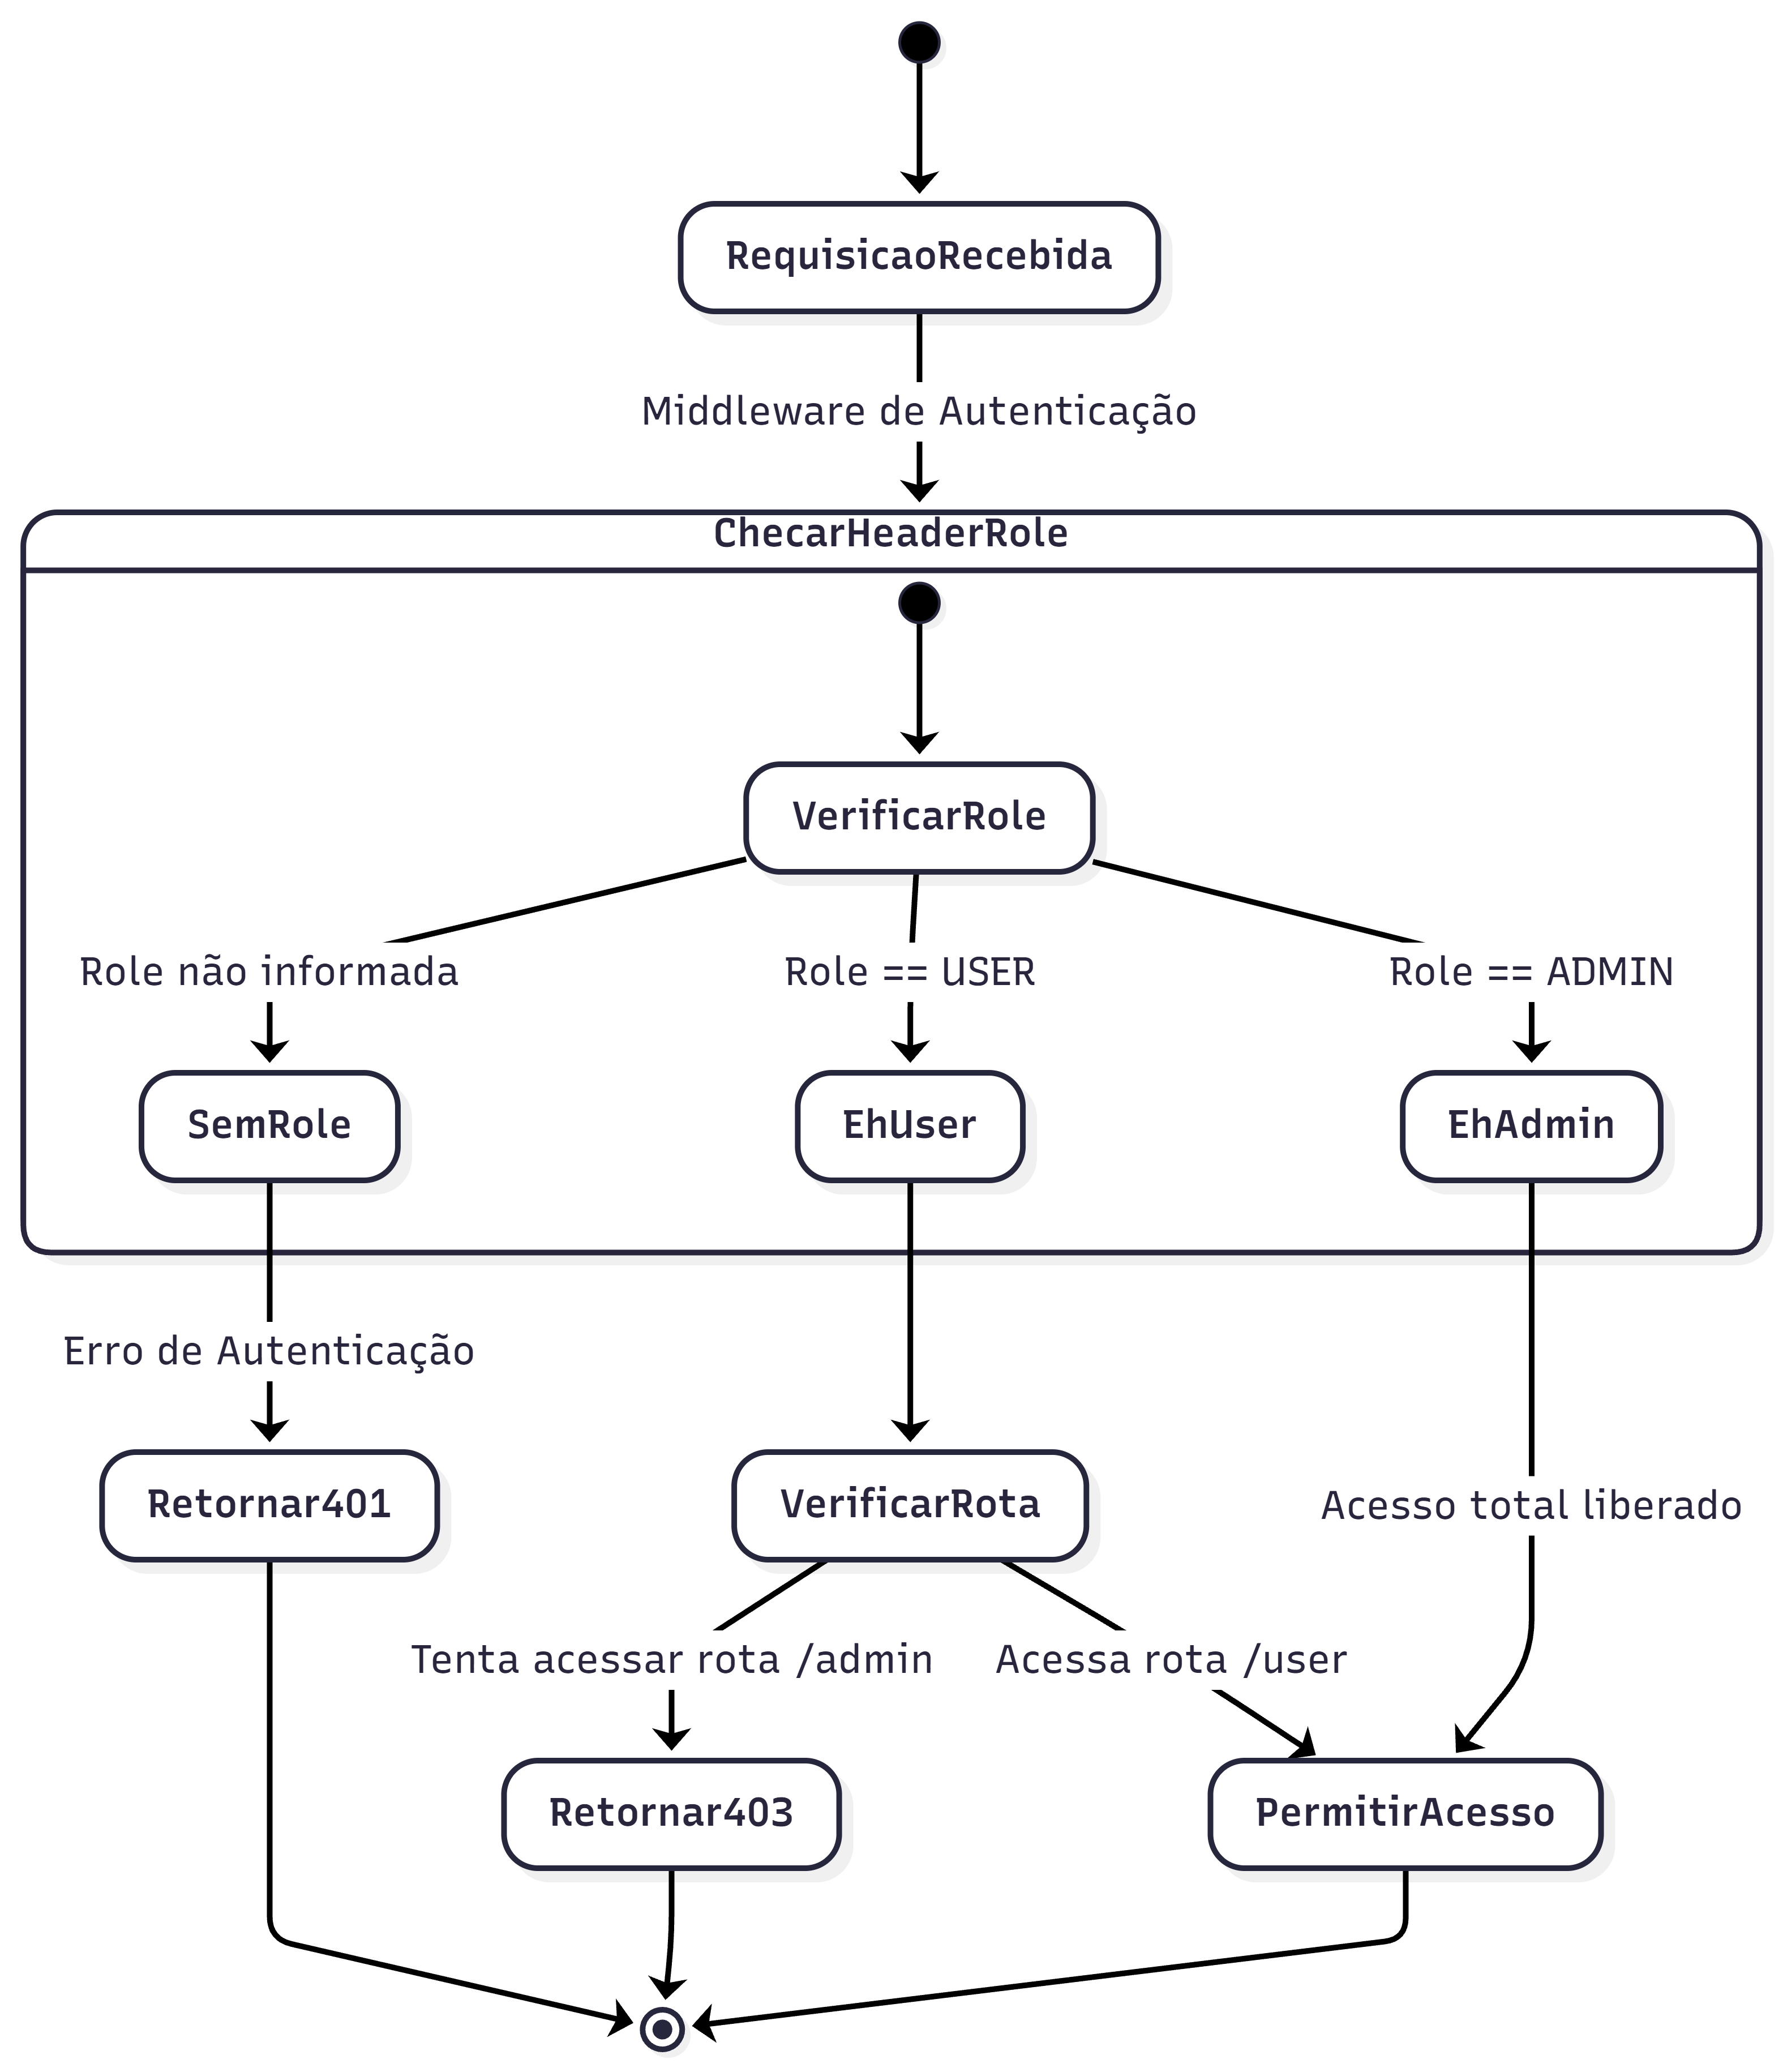 RequisicaoRecebida
Middleware de Autenticação
ChecarHeaderRole
VerificarRole
Role não informada
Role == USER
Role == ADMIN
SemRole
EhUser
EhAdmin
Erro de Autenticação
Retornar401
VerificarRota
Acesso total liberado
Tenta acessar rota /admin
Acessa rota /user
Retornar403
PermitirAcesso